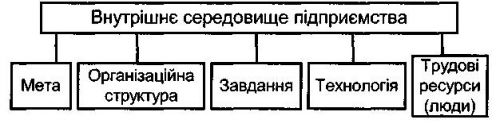 Внутрішнє середовище підприємства
Мета
Організаційна
структура
Завдання
Технологія
Трудові
ресурси
(люди)